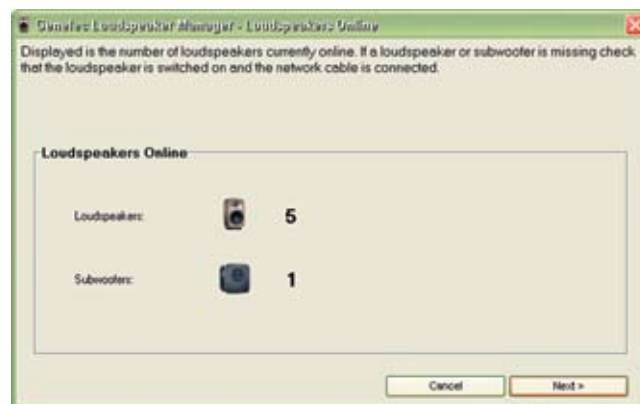 Genelec Loudspeaker Manager - Loudspeakers Online
Displayed is the number of loudspeakers currently online. If a loudspeaker or subwoofer is missing check
that the loudspeaker is switched on and the network cable is connected.
Loudspeakers Online
Loudspeakers: 5
Subwoofers: 1
Cancel Next >